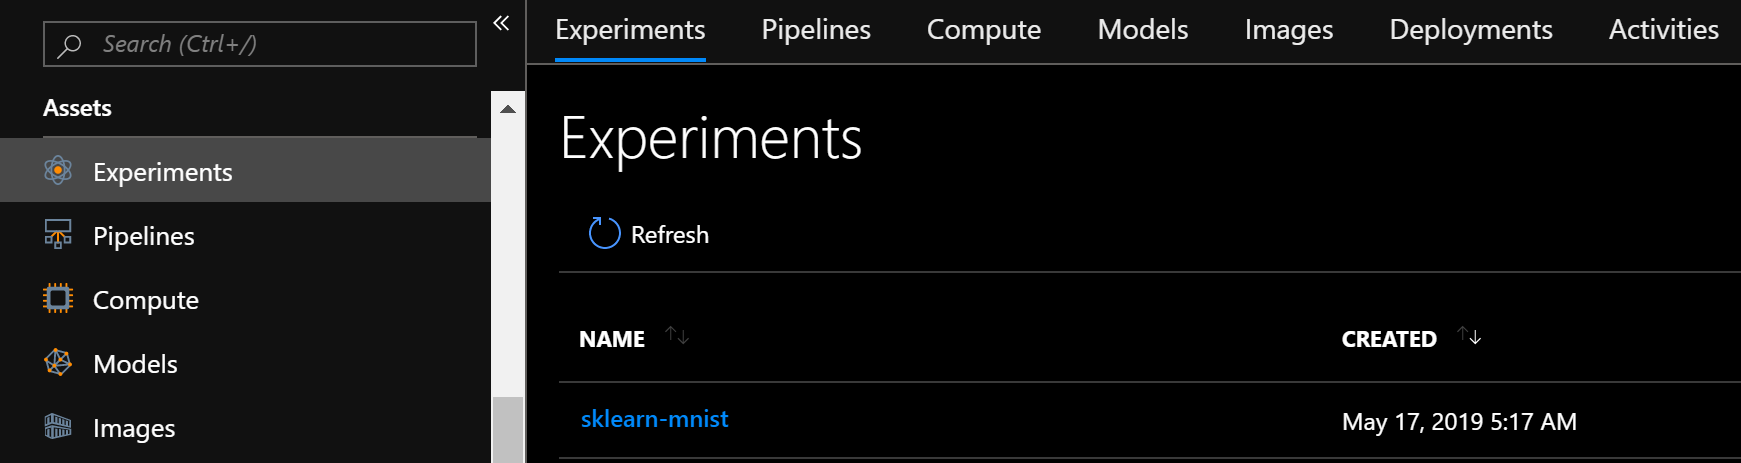 Search (Ctrl+/)
Assets
Experiments
Pipelines
Compute
Models
Images
Experiments Pipelines Compute Models Images Deployments Activities
Experiments
Refresh
NAME CREATED
sklearn-mnist May 17, 2019 5:17 AM